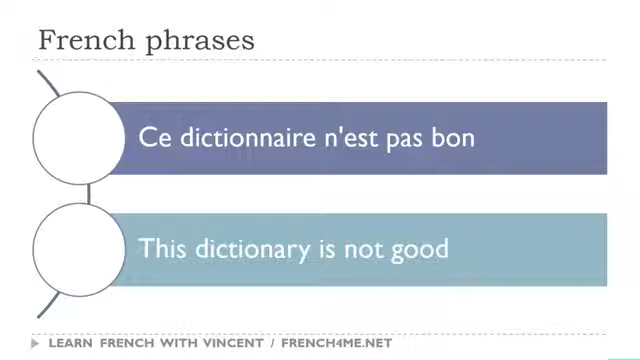 French phrases
Ce dictionnaire n'est pas bon
This dictionary is not good
LEARN FRENCH WITH VINCENT / FRENCH4ME.NET